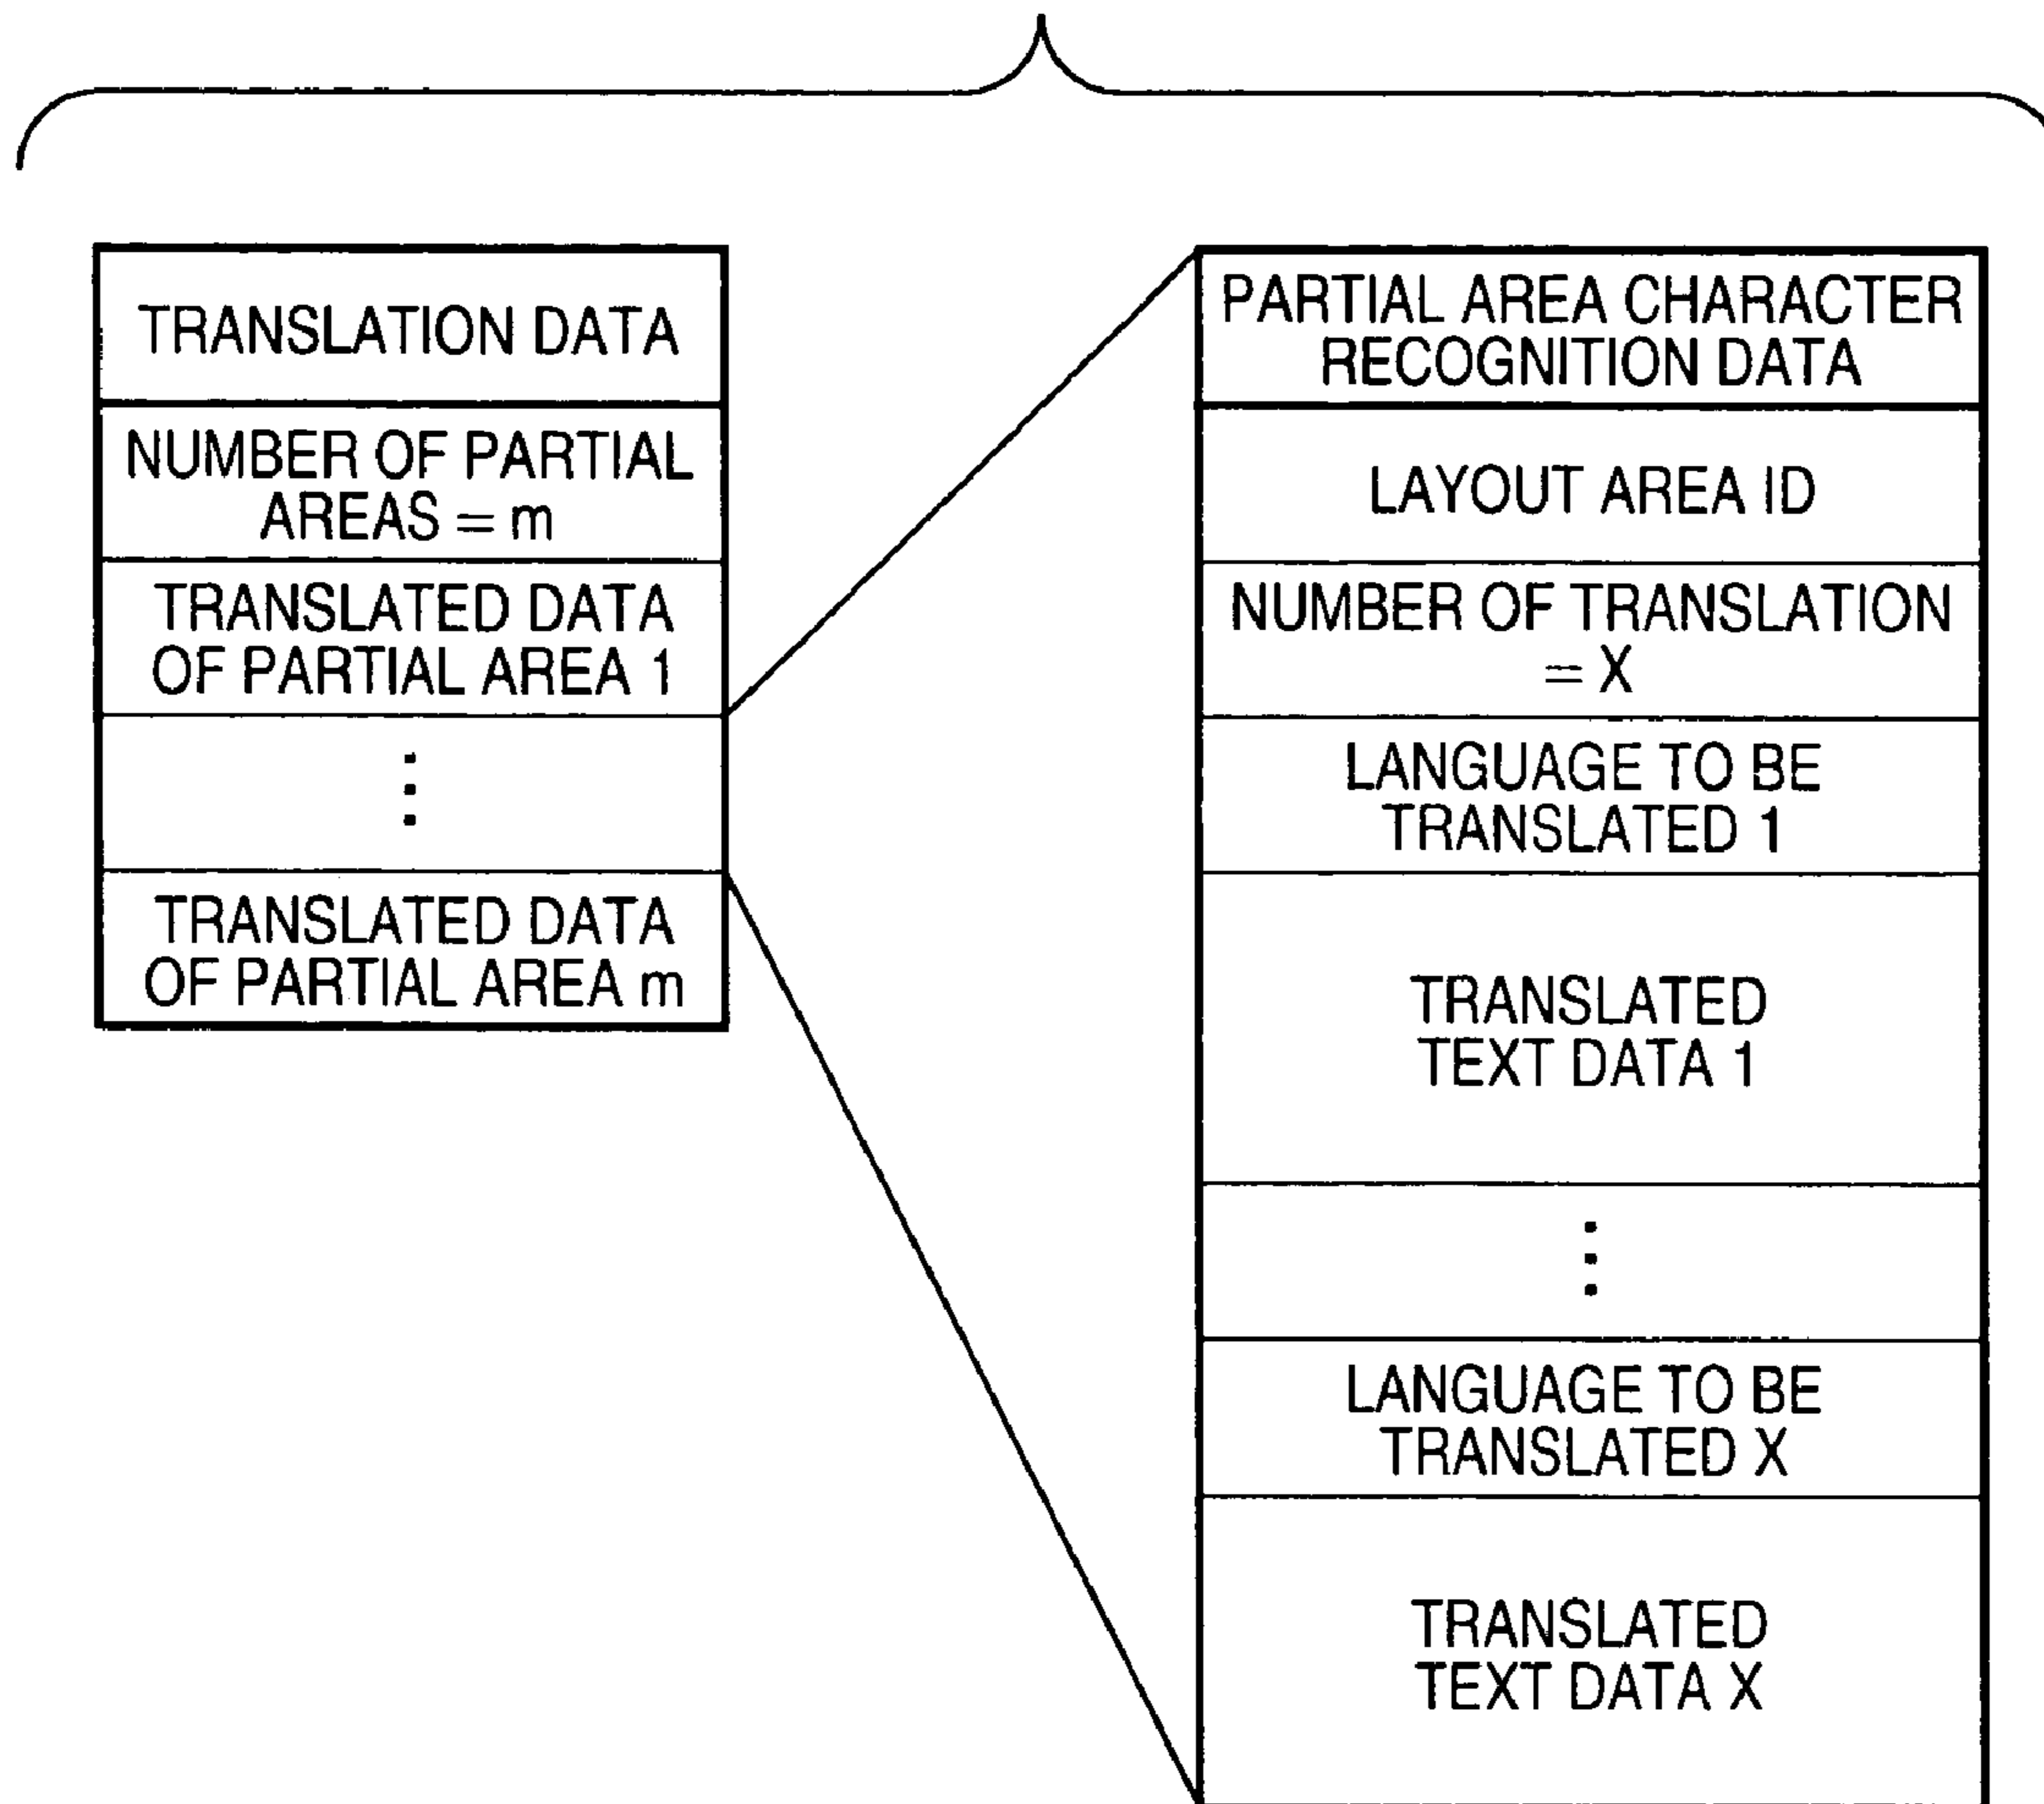 TRANSLATION DATA
NUMBER OF PARTIAL
AREAS = m
TRANSLATED DATA
OF PARTIAL AREA 1
⋮
TRANSLATED DATA
OF PARTIAL AREA m
PARTIAL AREA CHARACTER
RECOGNITION DATA
LAYOUT AREA ID
NUMBER OF TRANSLATION
= X
LANGUAGE TO BE
TRANSLATED 1
TRANSLATED
TEXT DATA 1
⋮
LANGUAGE TO BE
TRANSLATED X
TRANSLATED
TEXT DATA X